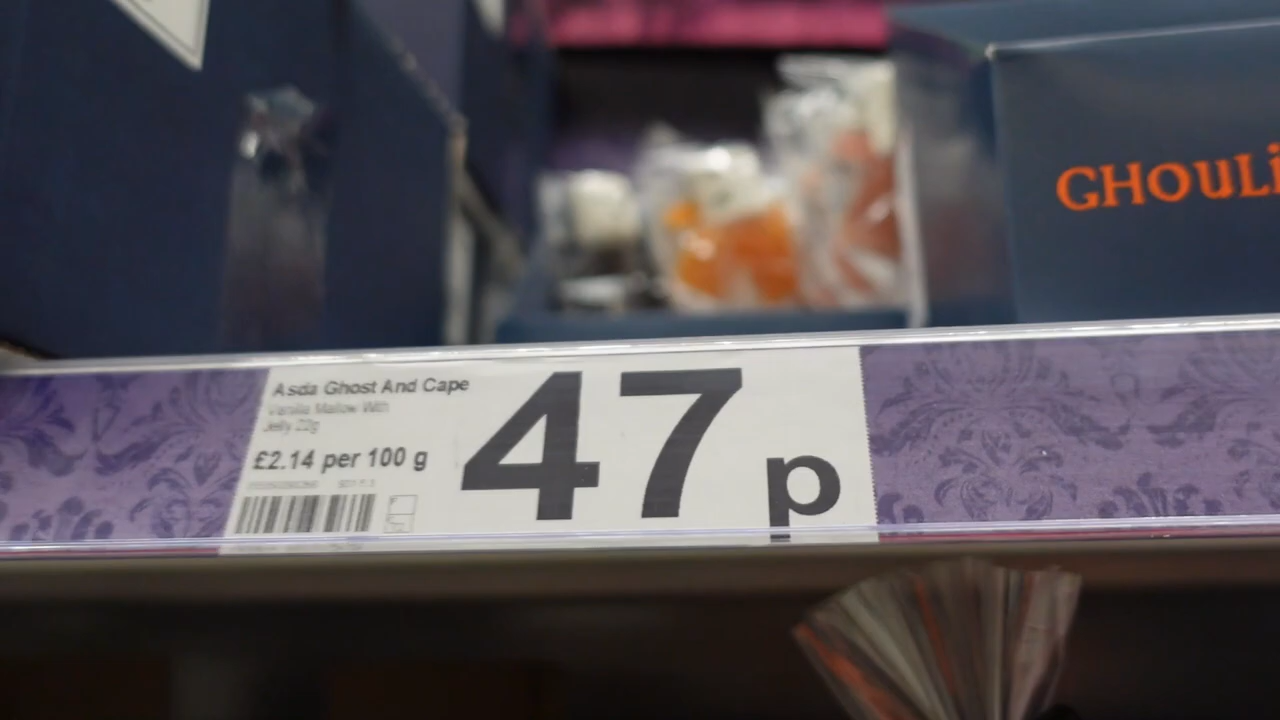 GHOULi
Asda Ghost And Cape
Vanilla Mallow With
Jelly 22g
£2.14 per 100 g
47p